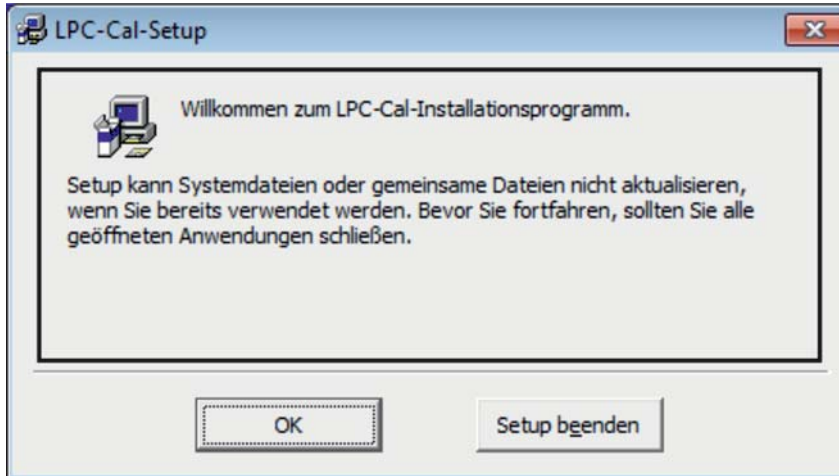 LPC-Cal-Setup
Willkommen zum LPC-Cal-Installationsprogramm.
Setup kann Systemdateien oder gemeinsame Dateien nicht aktualisieren,
wenn Sie bereits verwendet werden. Bevor Sie fortfahren, sollten Sie alle
geöffneten Anwendungen schließen.
OK
Setup beenden